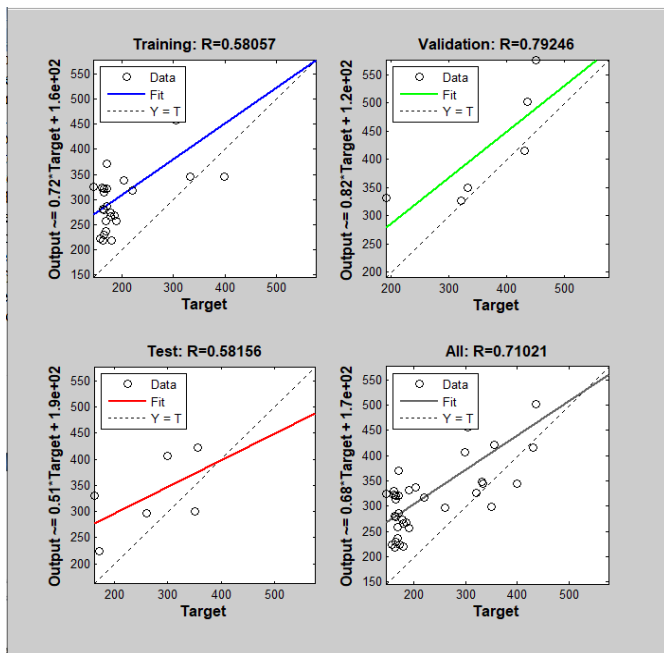 Training: R=0.58057
Output ~= 0.72*Target + 1.6e+02
550
500
450
400
350
300
250
200
150
Data
Fit
Y = T
200 300 400 500
Target
Validation: R=0.79246
Output ~= 0.82*Target + 1.2e+02
550
500
450
400
350
300
250
200
Data
Fit
Y = T
200 300 400 500
Target
Test: R=0.58156
Output ~= 0.51*Target + 1.9e+02
550
500
450
400
350
300
250
200
Data
Fit
Y = T
200 300 400 500
Target
All: R=0.71021
Output ~= 0.68*Target + 1.7e+02
550
500
450
400
350
300
250
200
150
Data
Fit
Y = T
200 300 400 500
Target